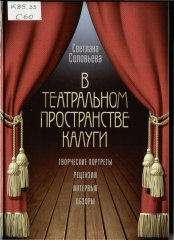 К85.33
С60
Светлана
Соловьева
В
ТЕАТРАЛЬНОМ
ПРОСТРАНСТВЕ
КАЛУГИ
ТВОРЧЕСКИЕ ПОРТРЕТЫ
РЕЦЕНЗИИ
ИНТЕРВЬЮ
ОБЗОРЫ